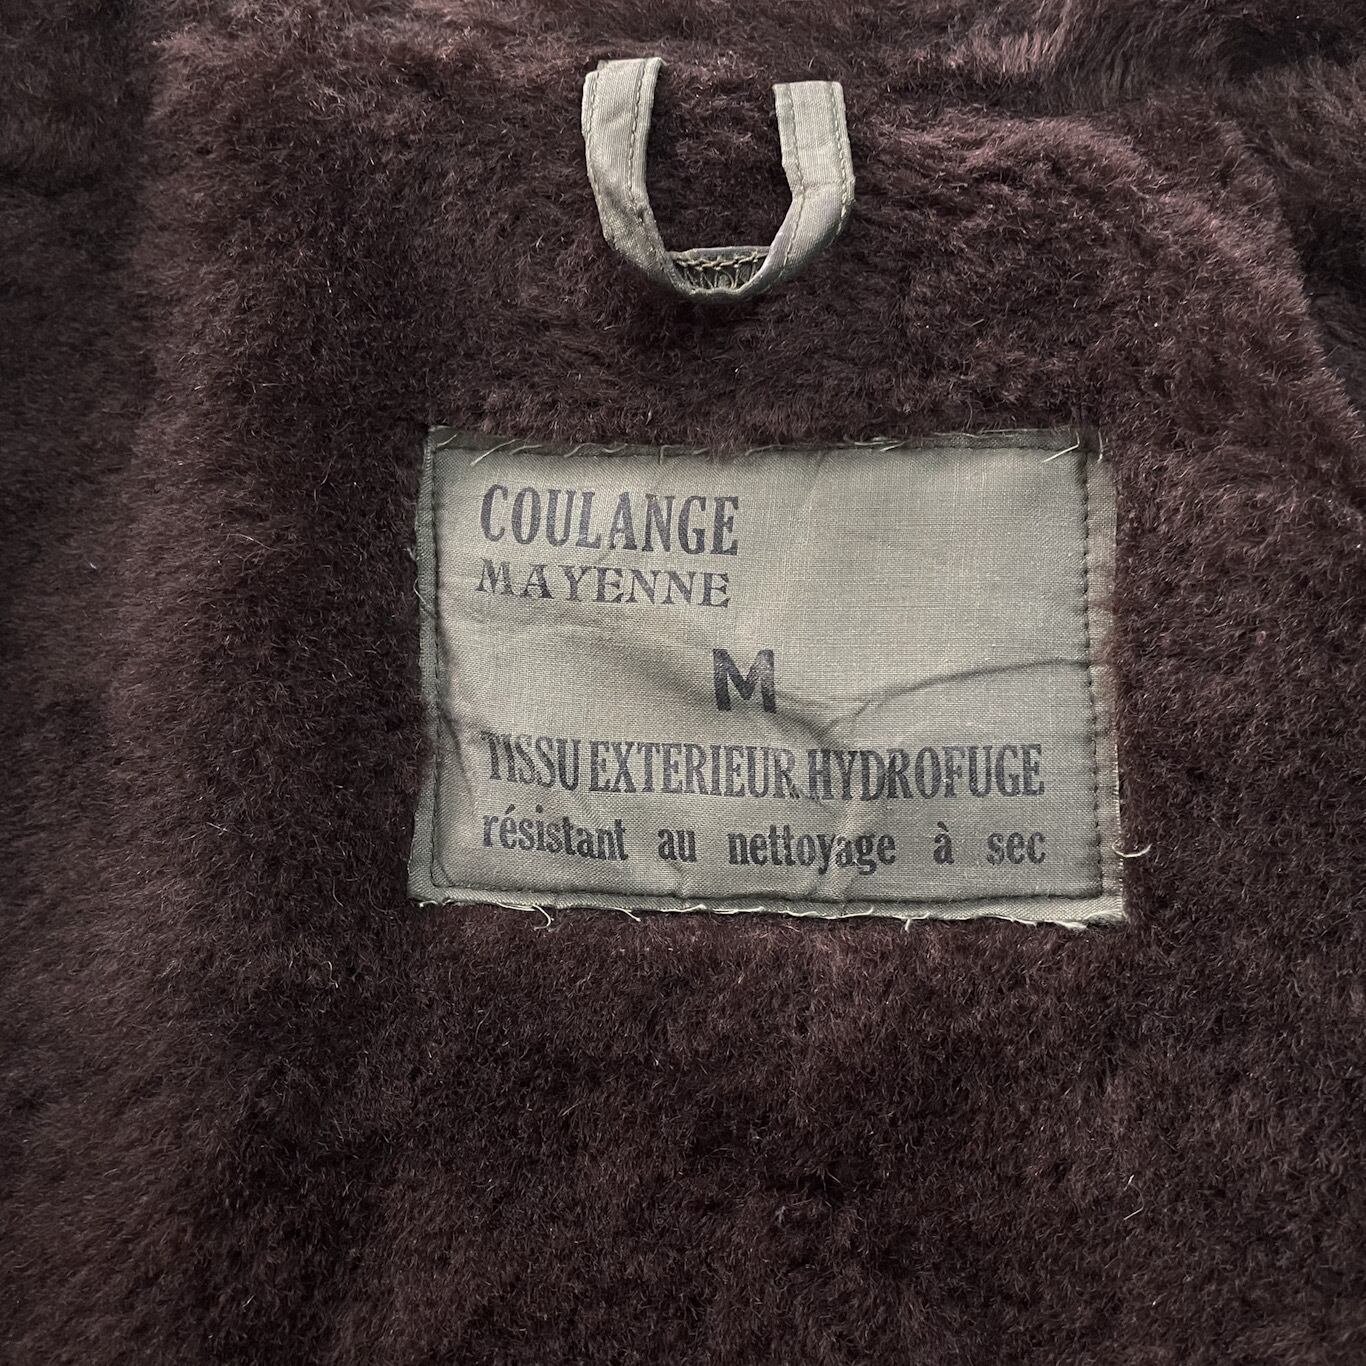 COULANGE
MAYENNE
M
TISSU EXTERIEUR HYDROFUGE
résistant au nettoyage à sec